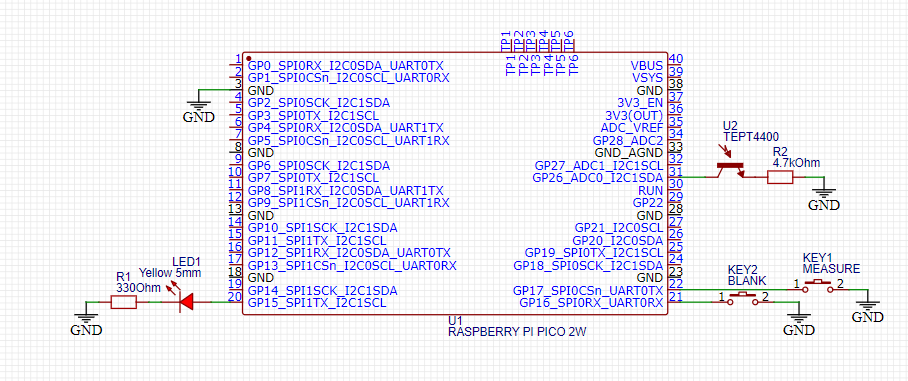 TP1
TP2
TP3
TP4
TP5
TP6
TP1
TP2
TP3
TP4
TP5
TP6
1 GP0_SPI0RX_I2C0SDA_UART0TX
2 GP1_SPI0CSn_I2C0SCL_UART0RX
3 GND
4 GP2_SPI0SCK_I2C1SDA
5 GP3_SPI0TX_I2C1SCL
6 GP4_SPI0RX_I2C0SDA_UART1TX
7 GP5_SPI0CSn_I2C0SCL_UART1RX
8 GND
9 GP6_SPI0SCK_I2C1SDA
10 GP7_SPI0TX_I2C1SCL
11 GP8_SPI1RX_I2C0SDA_UART1TX
12 GP9_SPI1CSn_I2C0SCL_UART1RX
13 GND
14 GP10_SPI1SCK_I2C1SDA
15 GP11_SPI1TX_I2C1SCL
16 GP12_SPI1RX_I2C0SDA_UART0TX
17 GP13_SPI1CSn_I2C0SCL_UART0RX
18 GND
19 GP14_SPI1SCK_I2C1SDA
20 GP15_SPI1TX_I2C1SCL
VBUS 40
VSYS 39
GND 38
3V3_EN 37
3V3(OUT) 36
ADC_VREF 35
GP28_ADC2 34
GND_AGND 33
GP27_ADC1_I2C1SCL 32
GP26_ADC0_I2C1SDA 31
RUN 30
GP22 29
GND 28
GP21_I2C0SCL 27
GP20_I2C0SDA 26
GP19_SPI0TX_I2C1SCL 25
GP18_SPI0SCK_I2C1SDA 24
GND 23
GP17_SPI0CSn_UART0TX 22
GP16_SPI0RX_UART0RX 21
U1
RASPBERRY PI PICO 2W
GND
R1
330Ohm
LED1
Yellow 5mm
GND
U2
TEPT4400
R2
4.7kOhm
GND
KEY2
BLANK
1 2
GND
KEY1
MEASURE
1 2
GND